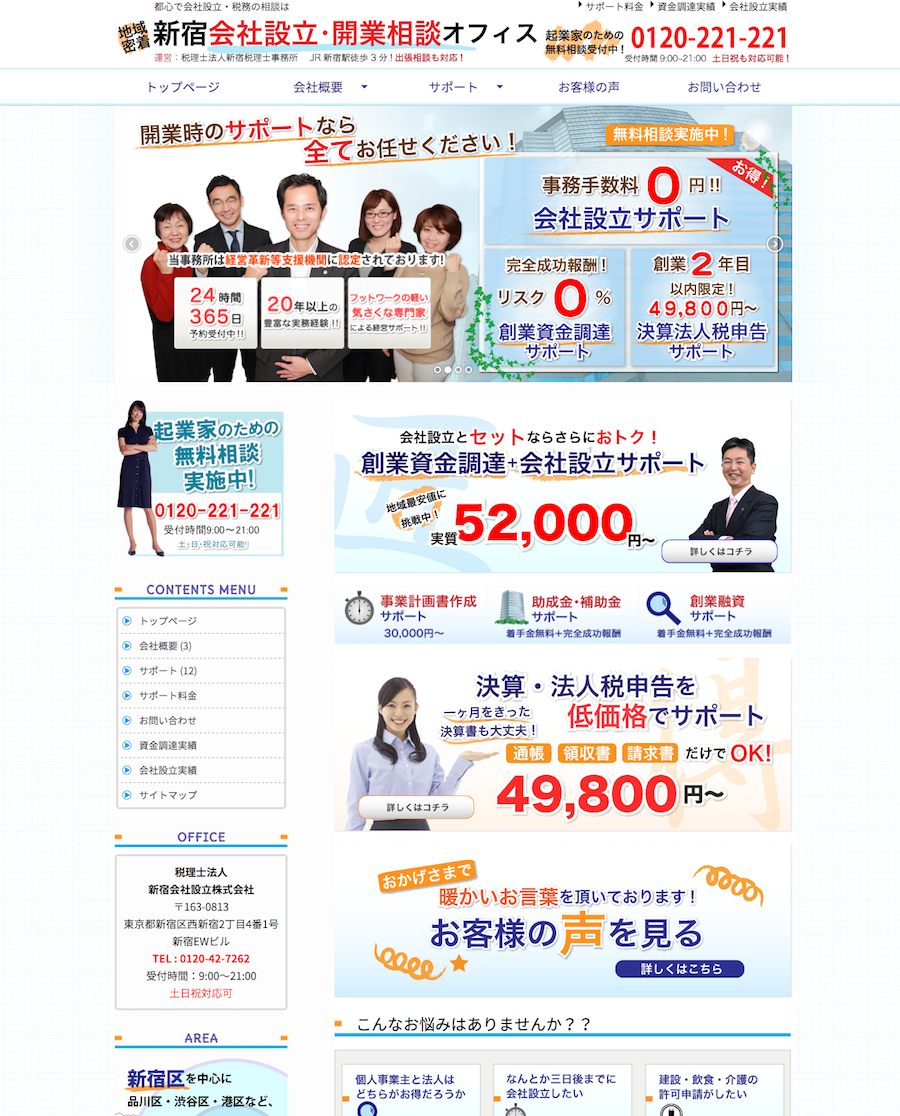 都心で会社設立・税務の相談は
サポート料金 資金調達実績 会社設立実績
地域密着
新宿会社設立・開業相談オフィス
運営：税理士法人新宿税理士事務所 JR新宿駅徒歩３分！出張相談も対応！
起業家のための
無料相談受付中！
0120-221-221
受付時間 9:00~21:00 土日祝も対応可能！
トップページ 会社概要 サポート お客様の声 お問い合わせ
開業時のサポートなら
全てお任せください！
無料相談実施中！
お得！
事務手数料0円!!
会社設立サポート
当事務所は経営革新等支援機関に認定されております!
24時間
365日
予約受付中!!
20年以上の
豊富な実務経験!!
フットワークの軽い
気さくな専門家
による経営サポート!!
完全成功報酬！
リスク0％
創業資金調達
サポート
創業2年目
以内限定！
49,800円〜
決算法人税申告
サポート
起業家のための
無料相談
実施中!
0120-221-221
受付時間9:00〜21:00
土・日・祝対応可能!
CONTENTS MENU
トップページ
会社概要 (3)
サポート (12)
サポート料金
お問い合わせ
資金調達実績
会社設立実績
サイトマップ
OFFICE
税理士法人
新宿会社設立株式会社
〒163-0813
東京都新宿区西新宿2丁目4番1号
新宿EWビル
TEL : 0120-42-7262
受付時間：9:00〜21:00
土日祝対応可
AREA
新宿区を中心に
品川区・渋谷区・港区など、
会社設立とセットならさらにおトク！
創業資金調達+会社設立サポート
地域最安値に
挑戦中！
実質52,000円〜
詳しくはコチラ
事業計画書作成
サポート
30,000円〜
助成金・補助金
サポート
着手金無料＋完全成功報酬
創業融資
サポート
着手金無料＋完全成功報酬
決算・法人税申告を
低価格でサポート
一ヶ月をきった
決算書も大丈夫！
通帳 領収書 請求書 だけでOK!
49,800円〜
詳しくはコチラ
おかげさまで
暖かいお言葉を頂いております！
お客様の声を見る
詳しくはこちら
こんなお悩みはありませんか？？
個人事業主と法人は
どちらがお得だろうか
なんとか三日後までに
会社設立したい
建設・飲食・介護の
許可申請がしたい